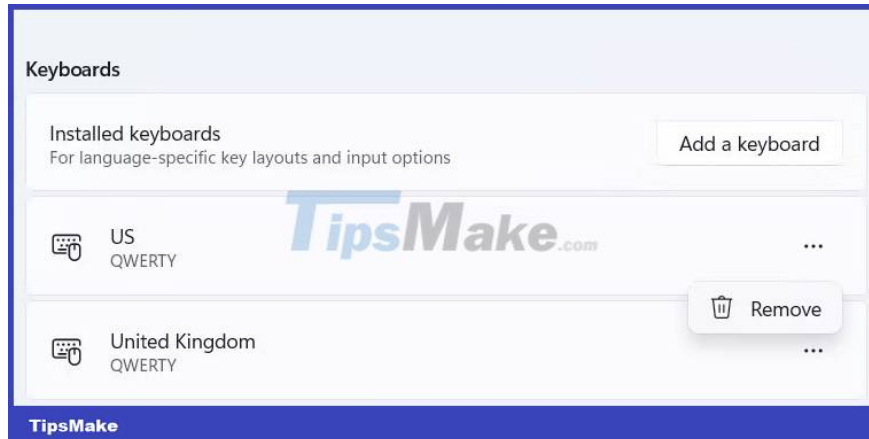 Keyboards
Installed keyboards
For language-specific key layouts and input options
Add a keyboard
TipsMake.com
US
QWERTY
...
Remove
United Kingdom
QWERTY
...
TipsMake